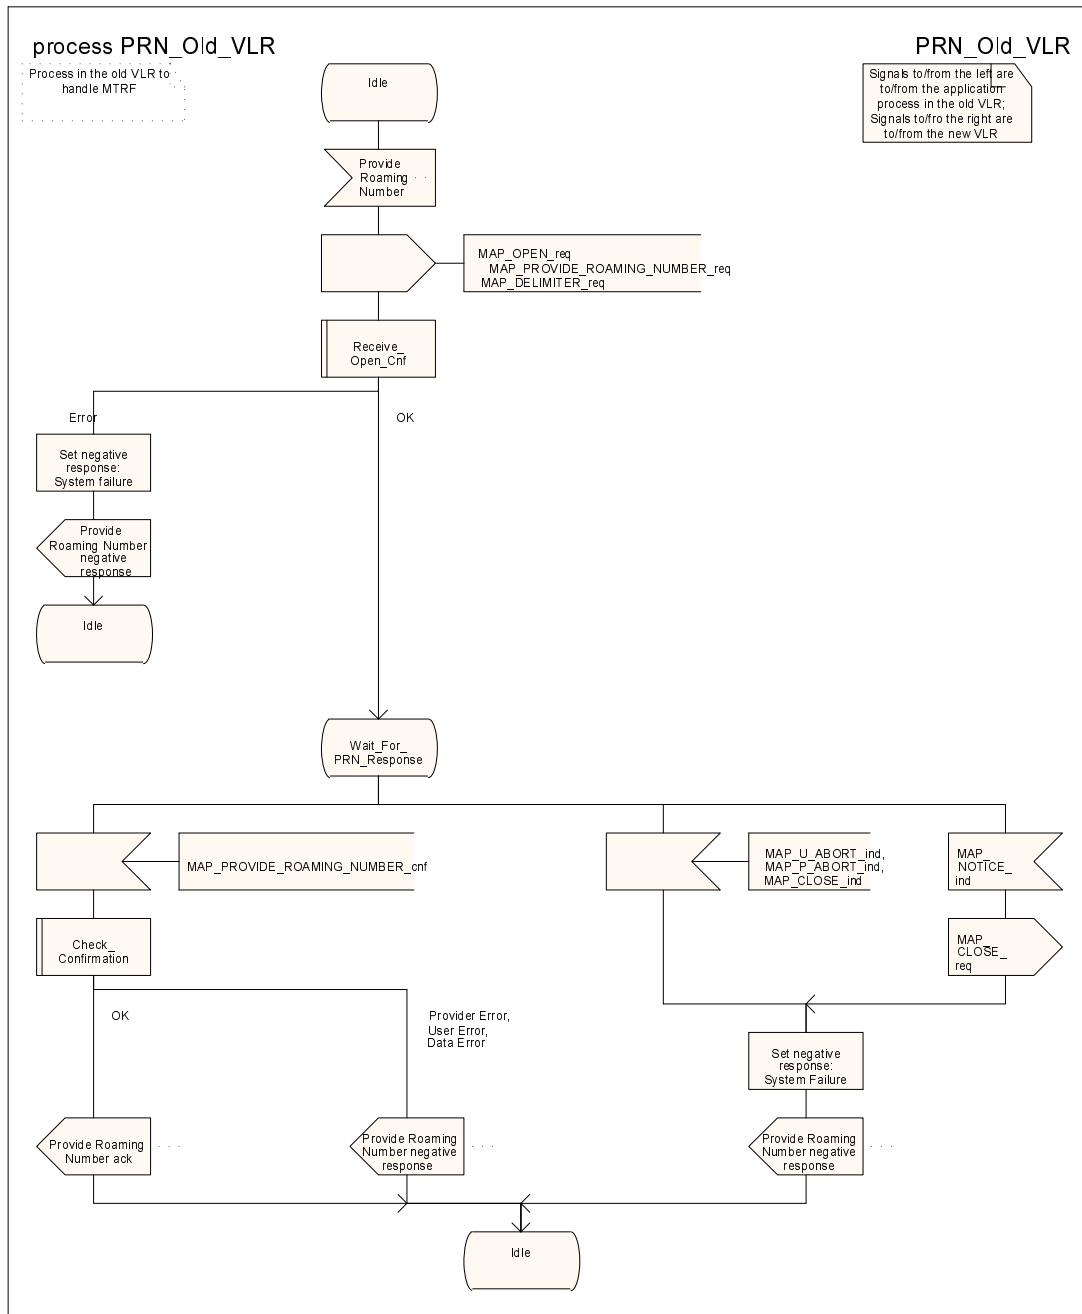 process PRN_Old_VLR
PRN_Old_VLR
Process in the old VLR to
handle MTRF
Signals to/from the left are
to/from the application
process in the old VLR;
Signals to/fro the right are
to/from the new VLR
Idle
Provide
Roaming
Number
MAP_OPEN_req
MAP_PROVIDE_ROAMING_NUMBER_req
MAP_DELIMITER_req
Receive_
Open_Cnf
Error
OK
Set negative
response:
System failure
Provide
Roaming Number
negative
response
Idle
Wait_For_
PRN_Response
MAP_PROVIDE_ROAMING_NUMBER_cnf
MAP_U_ABORT_ind,
MAP_P_ABORT_ind,
MAP_CLOSE_ind
MAP_
NOTICE_
ind
Check_
Confirmation
MAP_
CLOSE_
req
OK
Provider Error,
User Error,
Data Error
Set negative
response:
System Failure
Provide Roaming
Number ack
Provide Roaming
Number negative
response
Provide Roaming
Number negative
response
Idle